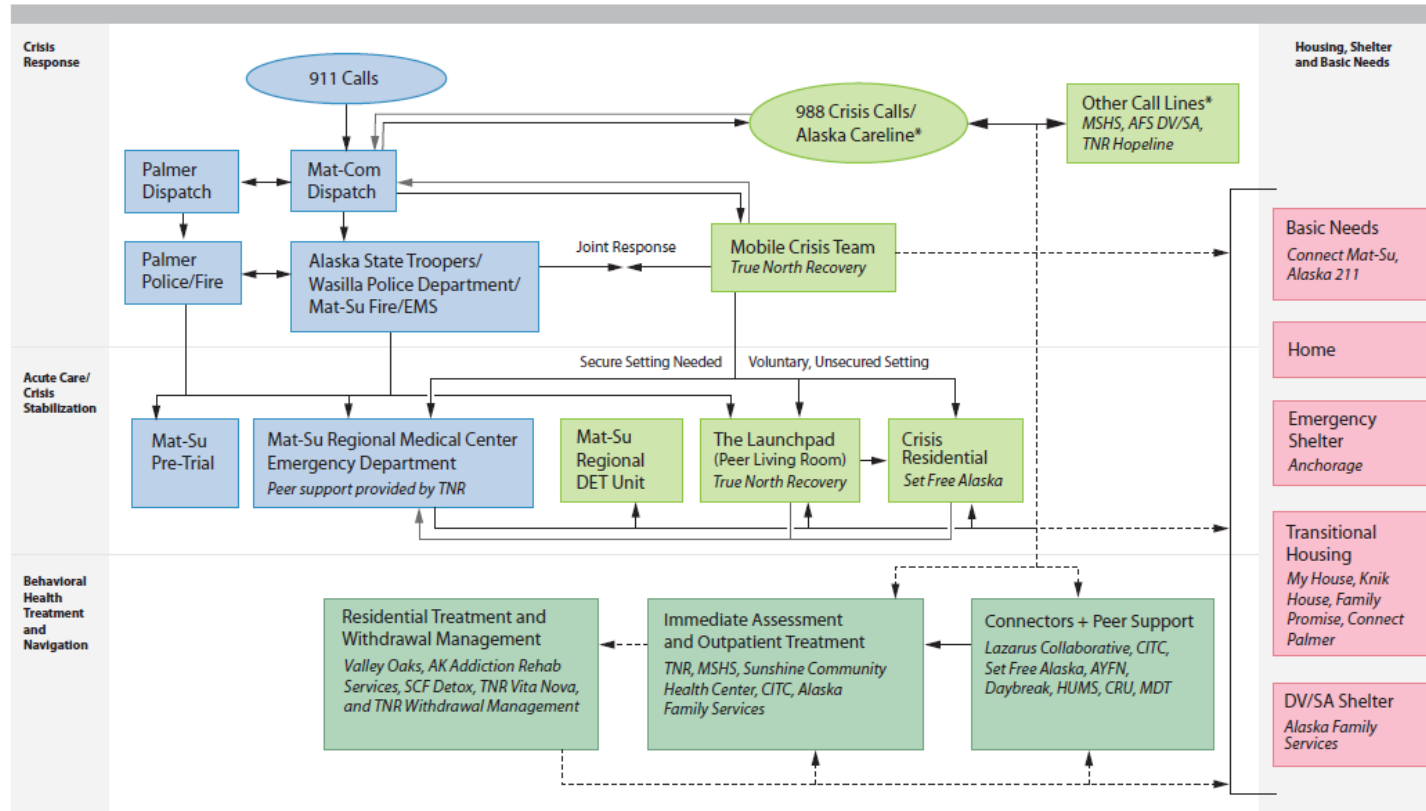 Crisis
Response
911 Calls
988 Crisis Calls/
Alaska Careline*
Other Call Lines*
MSHS, AFS DV/SA,
TNR Hopeline
Housing, Shelter
and Basic Needs
Palmer
Dispatch
Mat-Com
Dispatch
Palmer
Police/Fire
Alaska State Troopers/
Wasilla Police Department/
Mat-Su Fire/EMS
Joint Response
Mobile Crisis Team
True North Recovery
Basic Needs
Connect Mat-Su,
Alaska 211
Home
Emergency
Shelter
Anchorage
Transitional
Housing
My House, Knik
House, Family
Promise, Connect
Palmer
DV/SA Shelter
Alaska Family
Services
Acute Care/
Crisis
Stabilization
Secure Setting Needed
Voluntary, Unsecured Setting
Mat-Su
Pre-Trial
Mat-Su Regional Medical Center
Emergency Department
Peer support provided by TNR
Mat-Su
Regional
DET Unit
The Launchpad
(Peer Living Room)
True North Recovery
Crisis
Residential
Set Free Alaska
Behavioral
Health
Treatment
and
Navigation
Residential Treatment and
Withdrawal Management
Valley Oaks, AK Addiction Rehab
Services, SCF Detox, TNR Vita Nova,
and TNR Withdrawal Management
Immediate Assessment
and Outpatient Treatment
TNR, MSHS, Sunshine Community
Health Center, CITC, Alaska
Family Services
Connectors + Peer Support
Lazarus Collaborative, CITC,
Set Free Alaska, AYFN,
Daybreak, HUMS, CRU, MDT